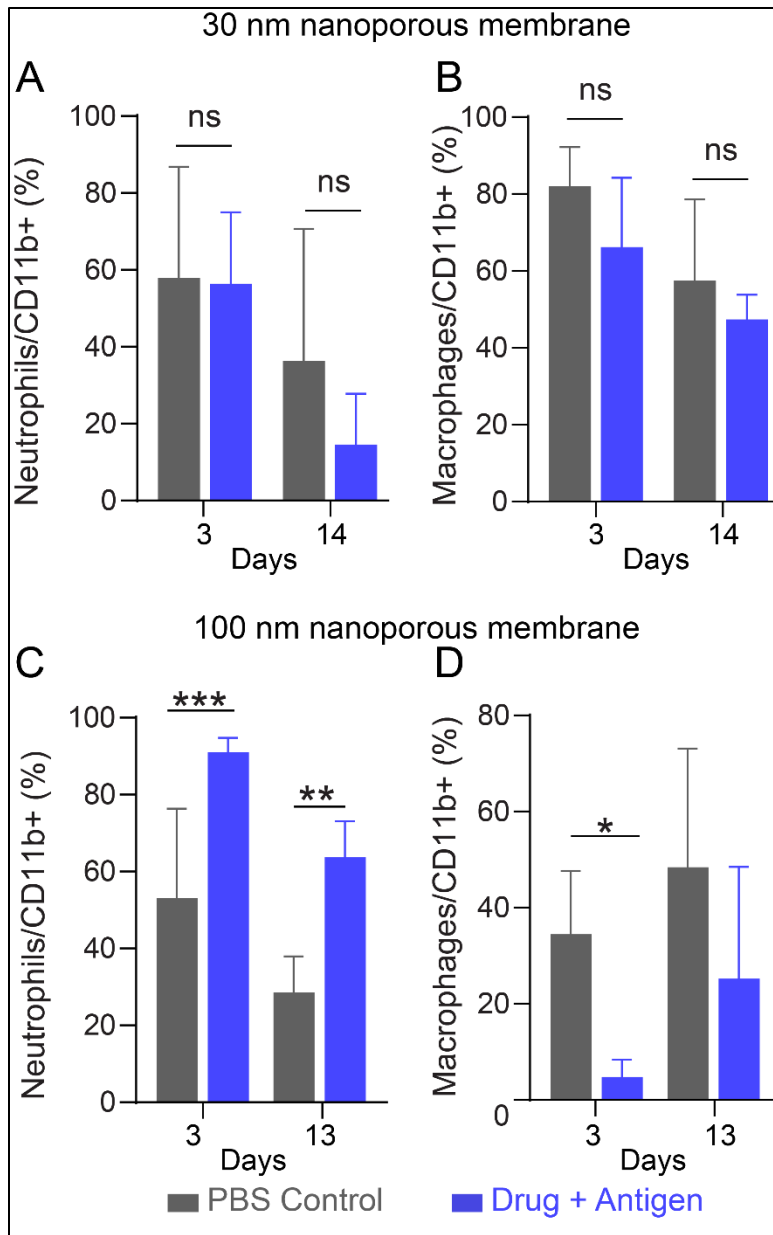 30 nm nanoporous membrane
A
B
Neutrophils/CD11b+ (%)
100
80
60
40
20
0
ns
ns
3
14
Days
Macrophages/CD11b+ (%)
100
80
60
40
20
0
ns
ns
3
14
Days
100 nm nanoporous membrane
C
D
Neutrophils/CD11b+ (%)
100
80
60
40
20
0
***
**
3
13
Days
Macrophages/CD11b+ (%)
80
60
40
20
0
*
3
13
Days
PBS Control
Drug + Antigen